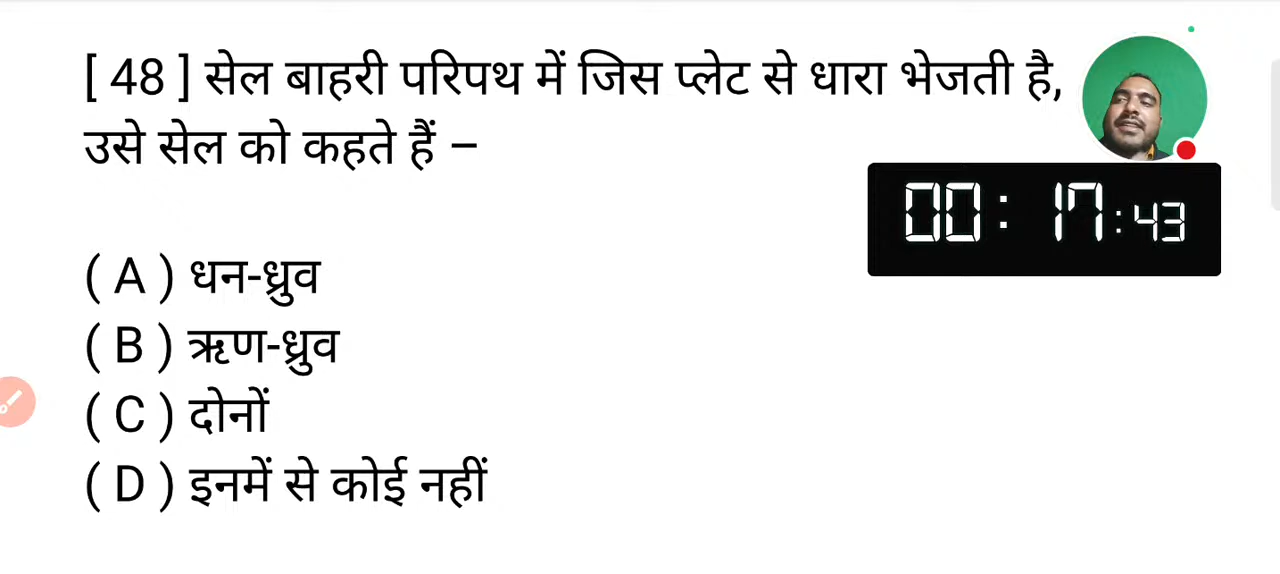 [ 48 ] सेल बाहरी परिपथ में जिस प्लेट से धारा भेजती है,
उसे सेल को कहते हैं –
00: 17:43
( A ) धन-ध्रुव
( B ) ऋण-ध्रुव
( C ) दोनों
( D ) इनमें से कोई नहीं